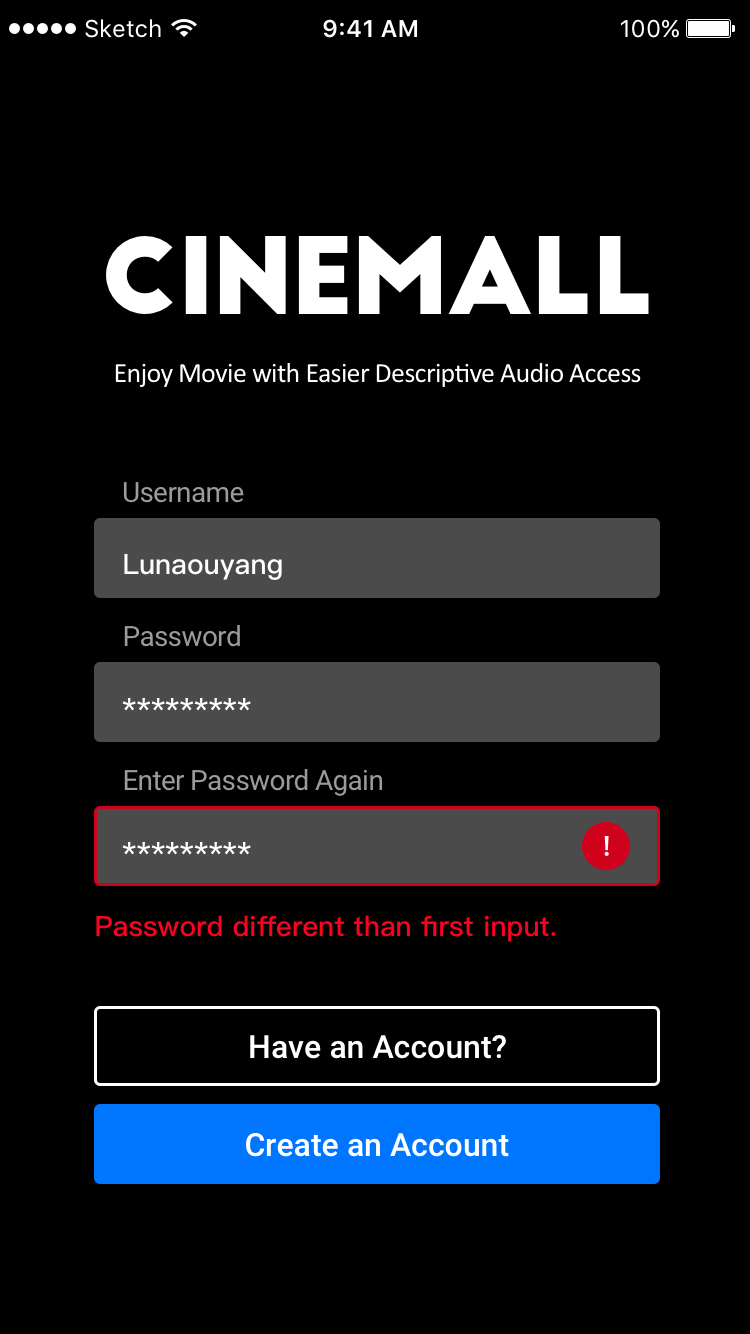 Sketch 9:41 AM 100%
CINEMALL
Enjoy Movie with Easier Descriptive Audio Access
Username
Lunaouyang
Password
*********
Enter Password Again
*********
!
Password different than first input.
Have an Account?
Create an Account